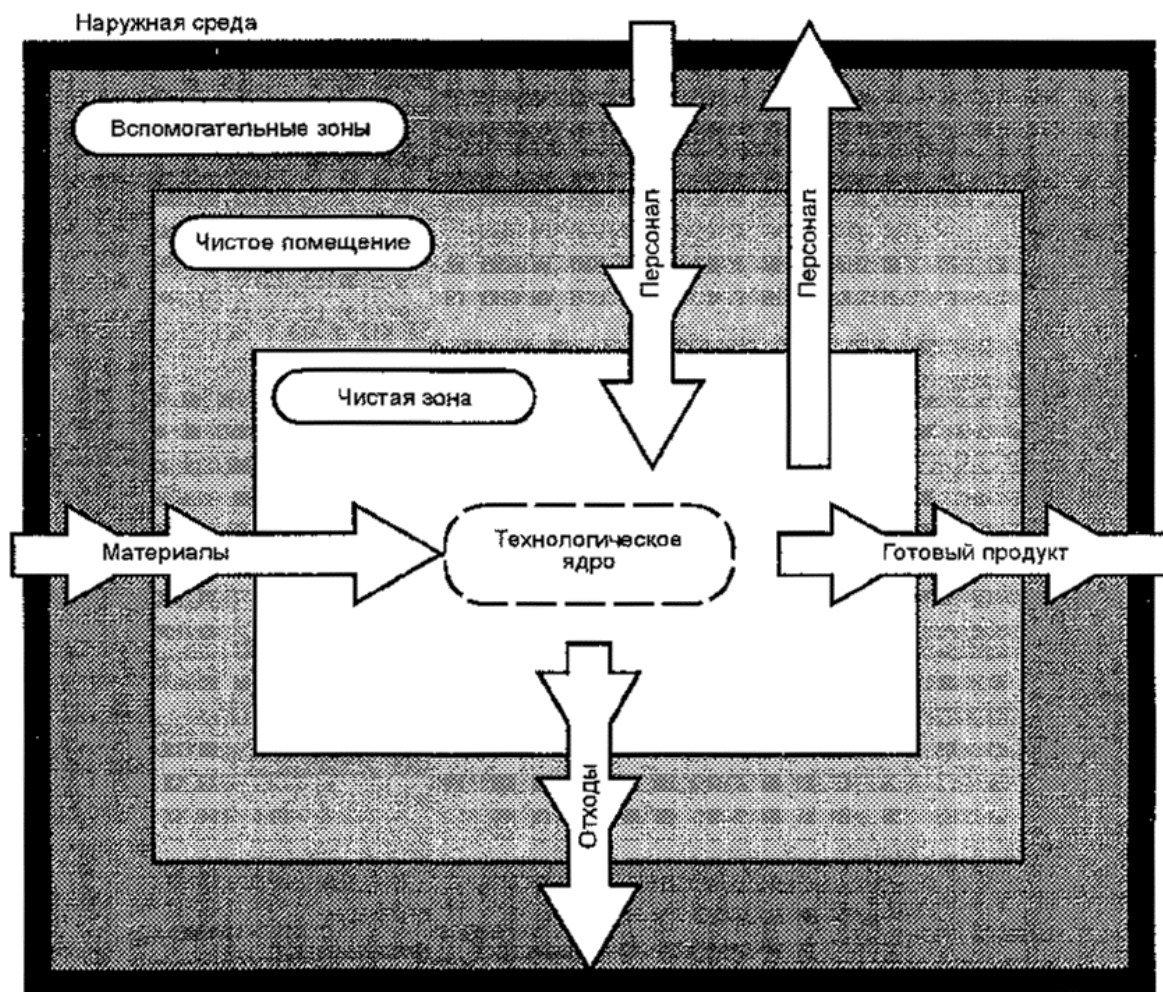 Наружная среда
Вспомогательные зоны
Чистое помещение
Персонал
Персонал
Чистая зона
Материалы
Технологическое
ядро
Готовый продукт
Отходы